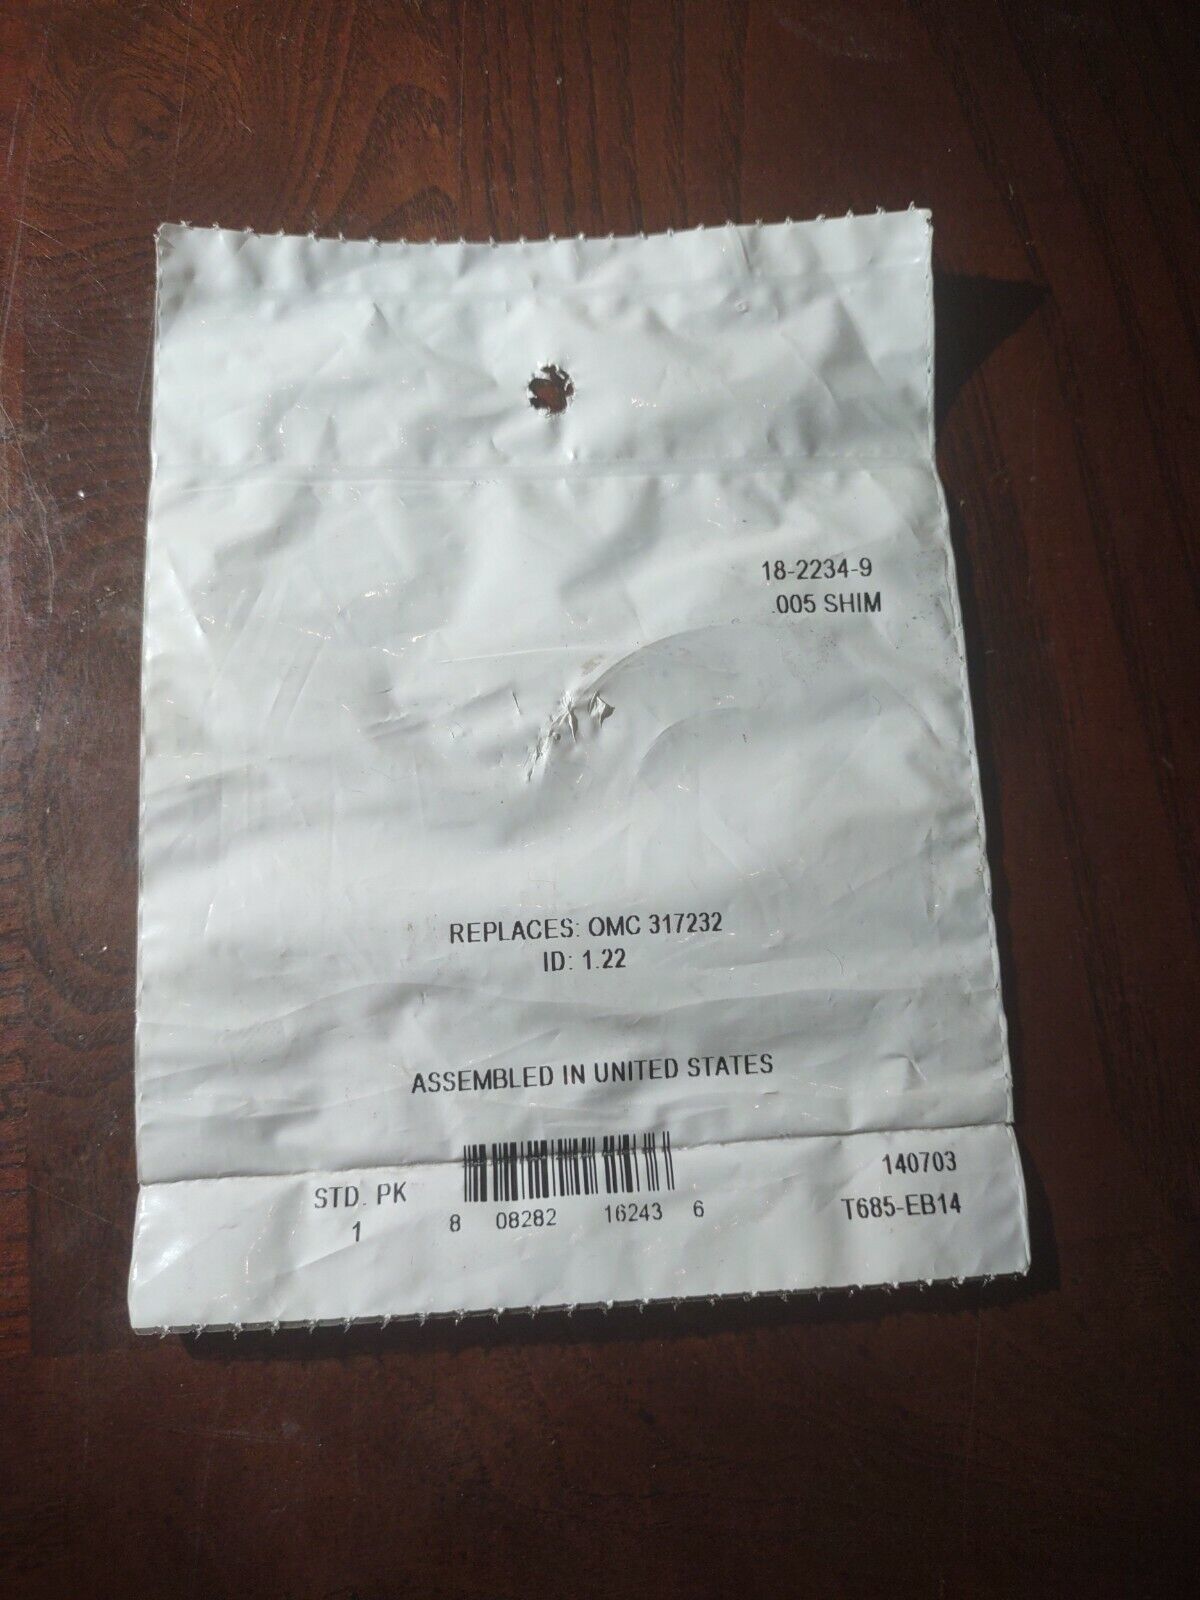 18-2234-9
.005 SHIM
REPLACES: OMC 317232
ID: 1.22
ASSEMBLED IN UNITED STATES
STD. PK
1
8 08282 16243 6
140703
T685-EB14